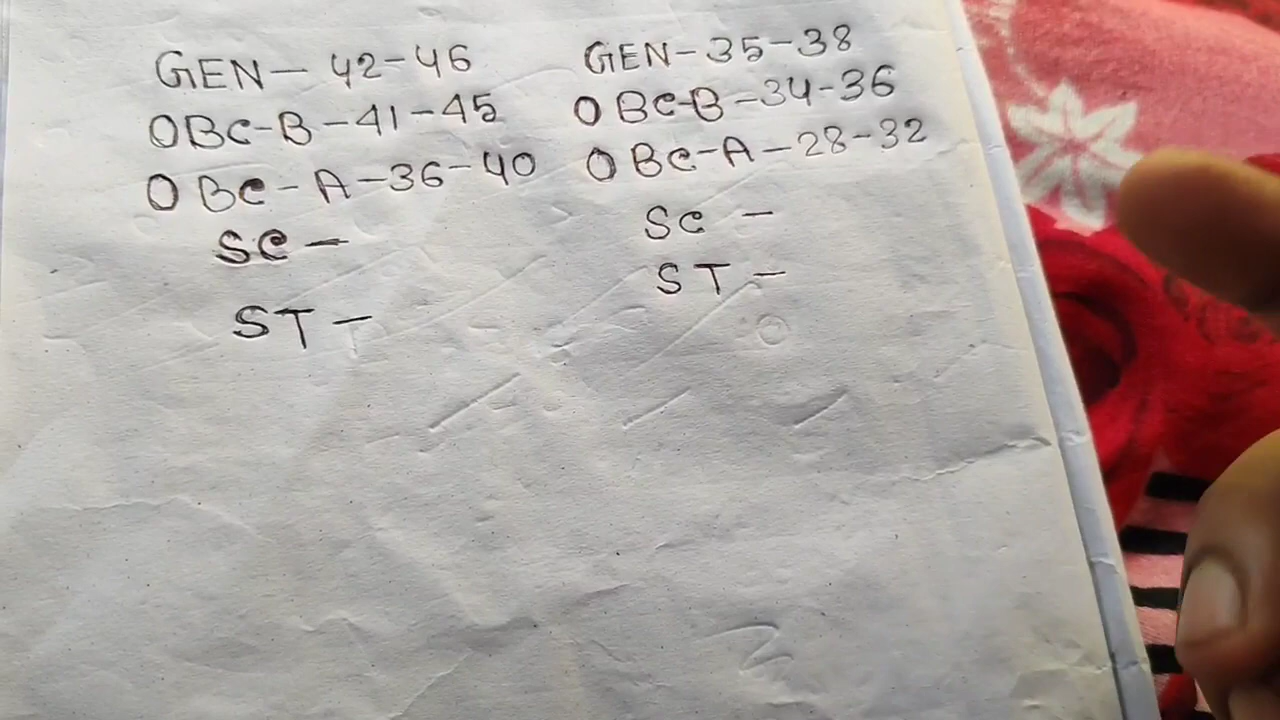 GEN- 42-46
OBC-B-41-45
OBC-A-36-40
SC-
ST-
GEN-35-38
OBC-B-34-36
OBC-A-28-32
SC-
ST-